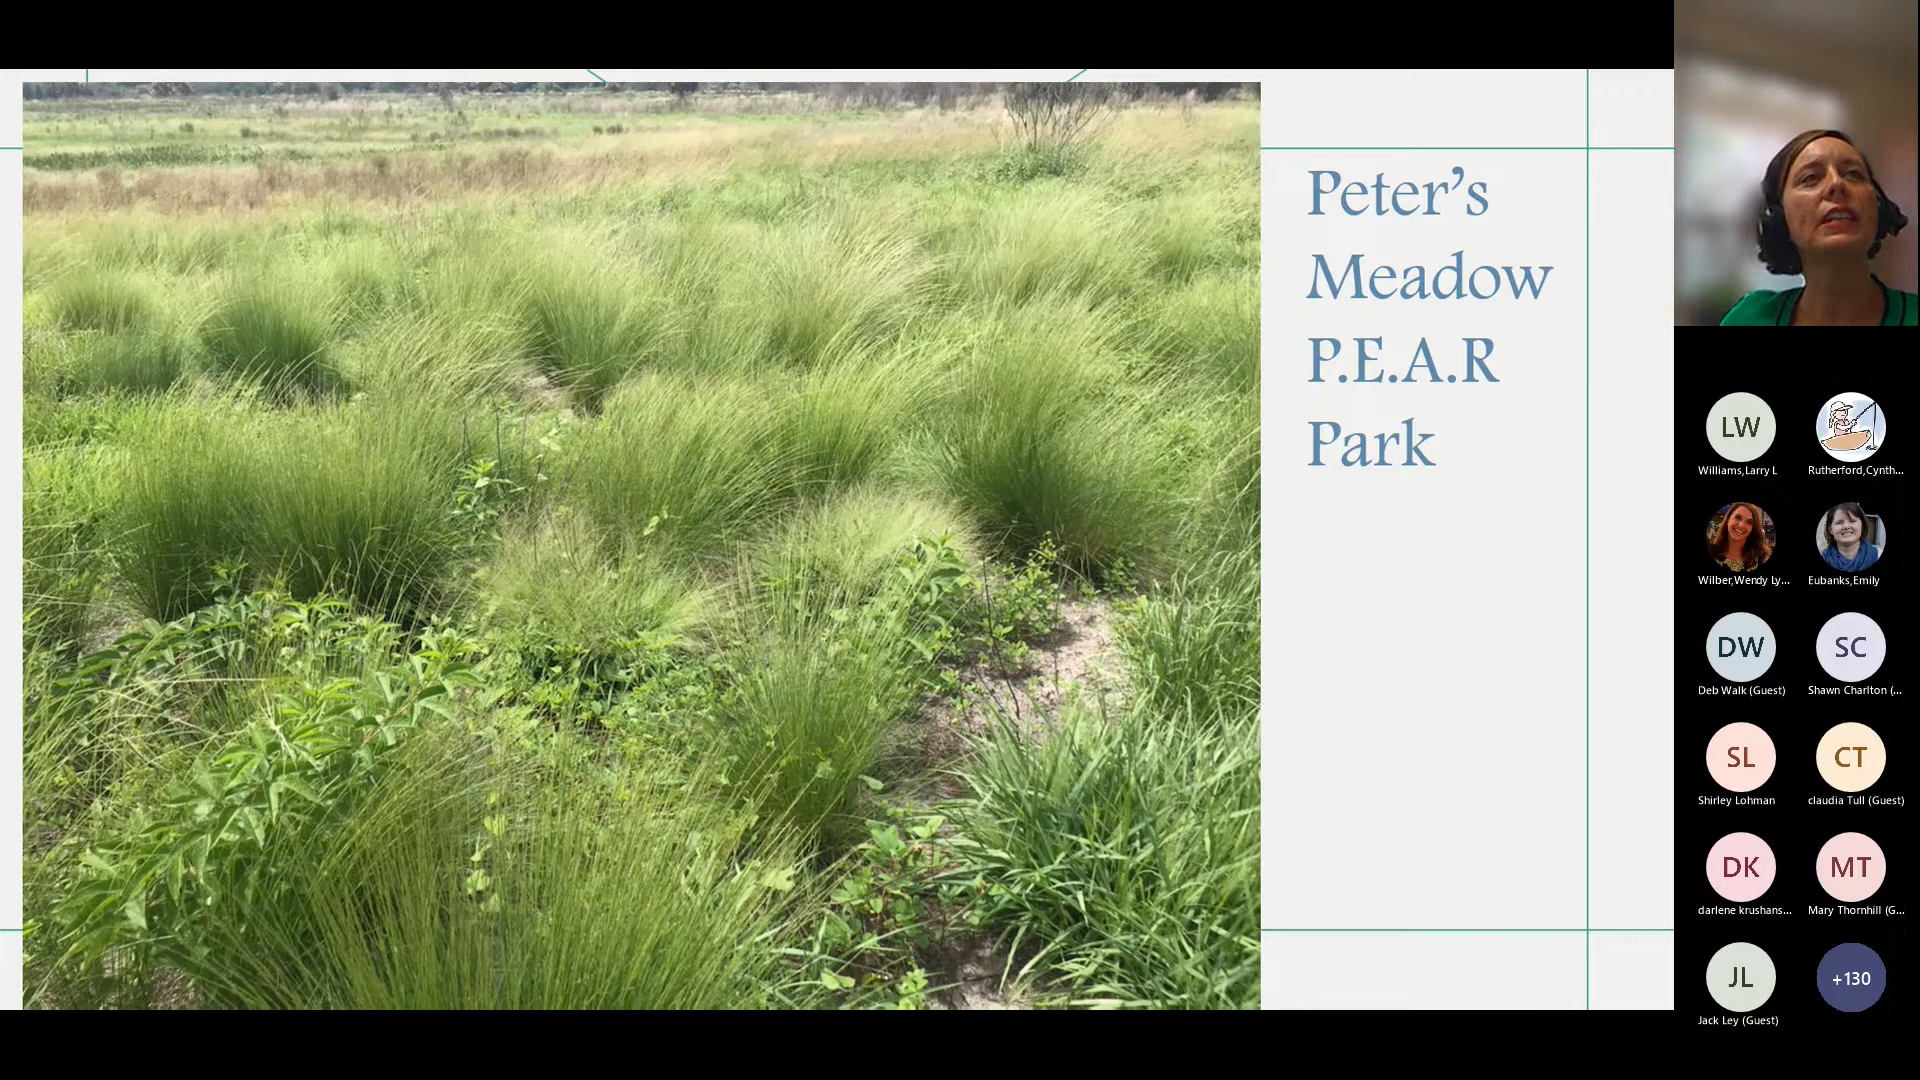 Peter’s
Meadow
P.E.A.R
Park
LW
Williams,Larry L
Rutherford,Cynth...
Wilber,Wendy Ly...
Eubanks,Emily
DW
SC
Deb Walk (Guest)
Shawn Charlton (...
SL
CT
Shirley Lohman
claudia Tull (Guest)
DK
MT
darlene krushans...
Mary Thornhill (G...
JL
+130
Jack Ley (Guest)